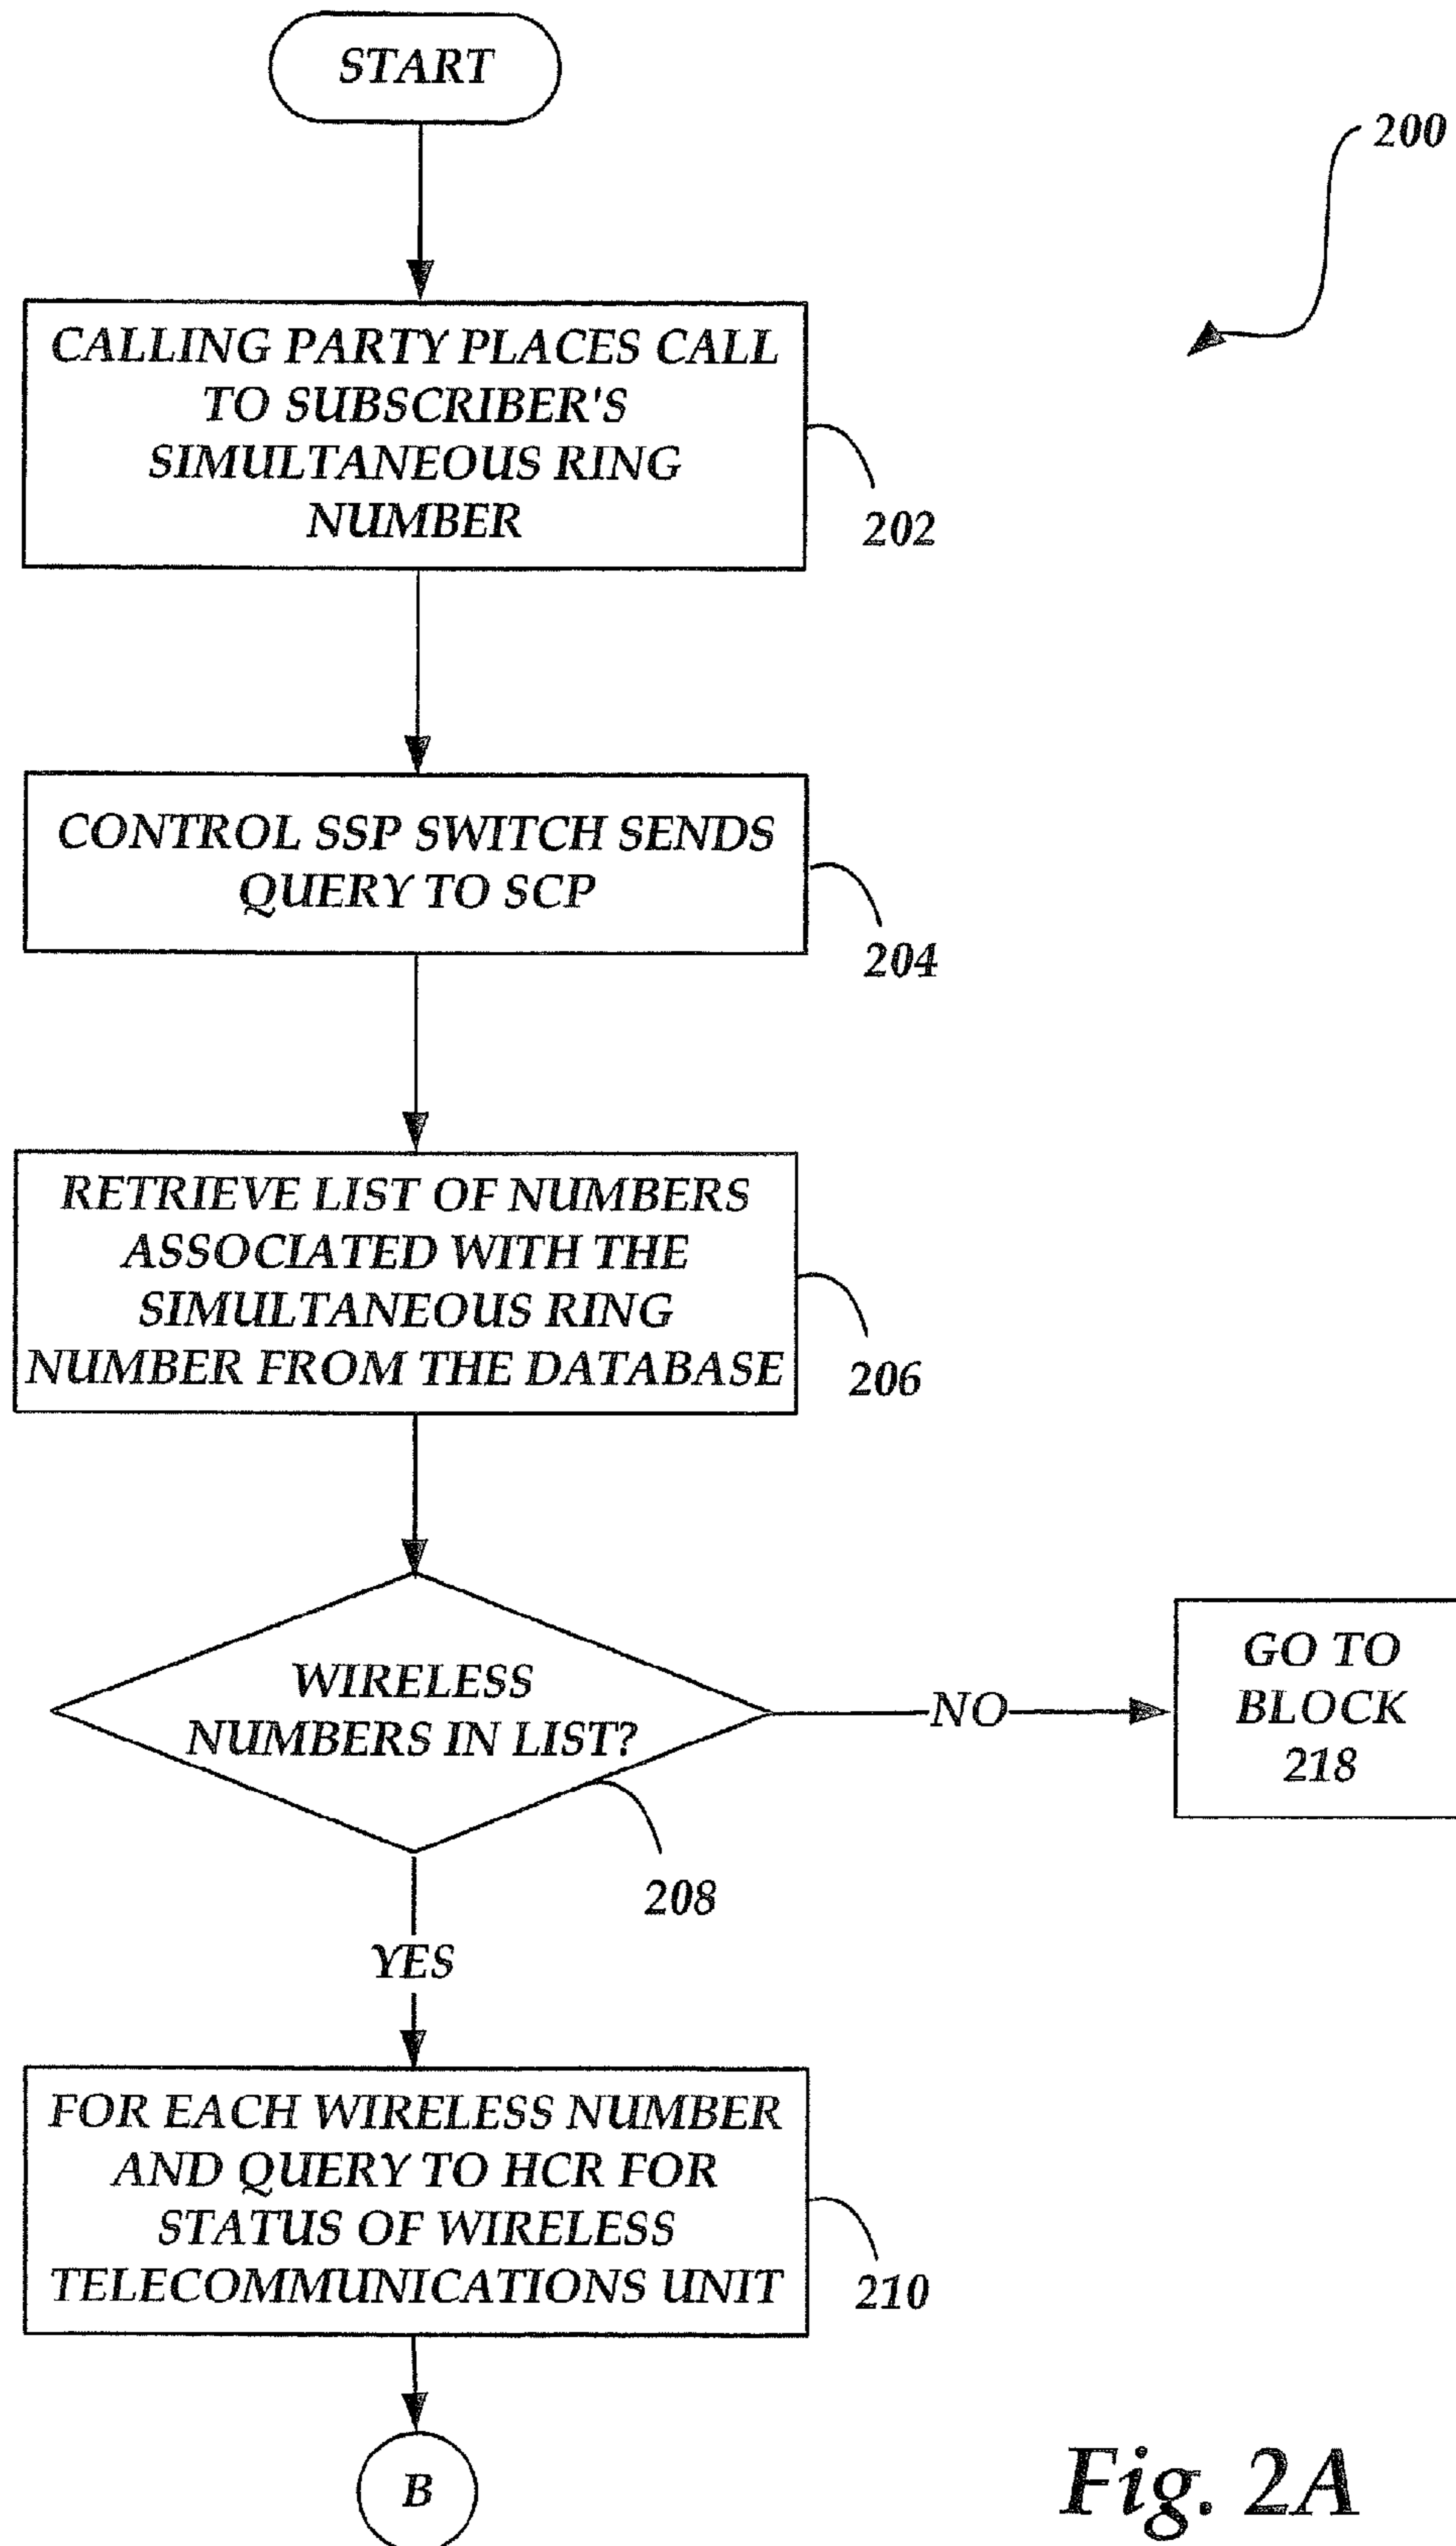 START
200
CALLING PARTY PLACES CALL
TO SUBSCRIBER'S
SIMULTANEOUS RING
NUMBER
202
CONTROL SSP SWITCH SENDS
QUERY TO SCP
204
RETRIEVE LIST OF NUMBERS
ASSOCIATED WITH THE
SIMULTANEOUS RING
NUMBER FROM THE DATABASE
206
WIRELESS
NUMBERS IN LIST?
NO
GO TO
BLOCK
218
208
YES
FOR EACH WIRELESS NUMBER
AND QUERY TO HCR FOR
STATUS OF WIRELESS
TELECOMMUNICATIONS UNIT
210
B
Fig. 2A